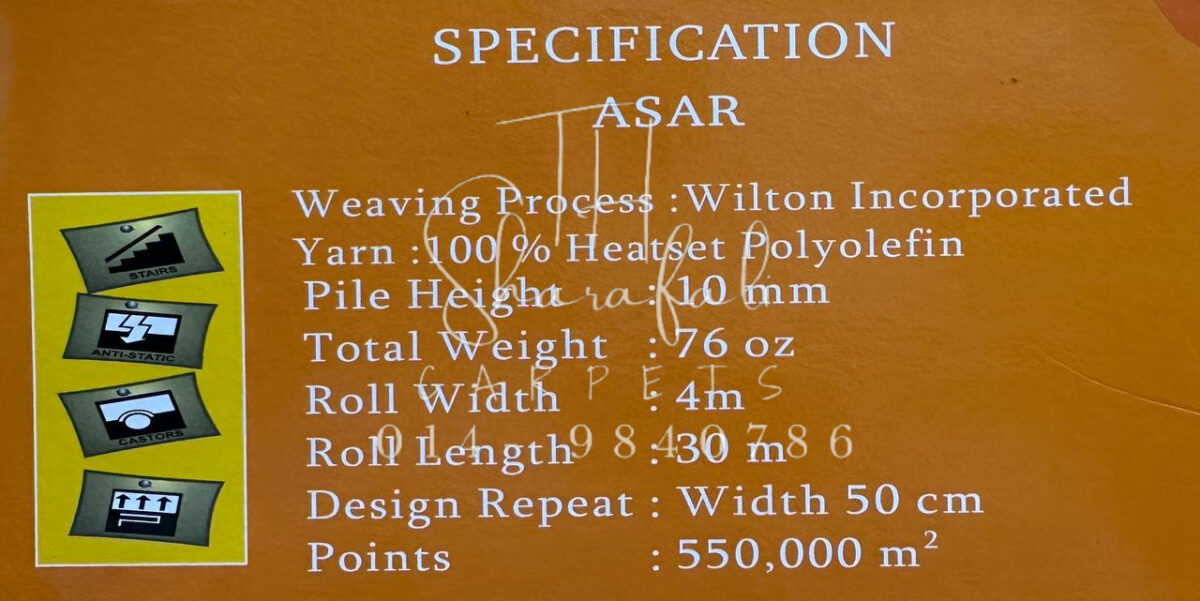 SPECIFICATION
ASAR
Weaving Process : Wilton Incorporated
Yarn : 100 % Heatset Polyolefin
Pile Height : 10 mm
Total Weight : 76 oz
Roll Width : 4m
Roll Length : 30 m
Design Repeat : Width 50 cm
Points : 550,000 m²
STAIRS
ANTI-STATIC
CASTORS
Sharafali
CARPETS
014 - 9840786